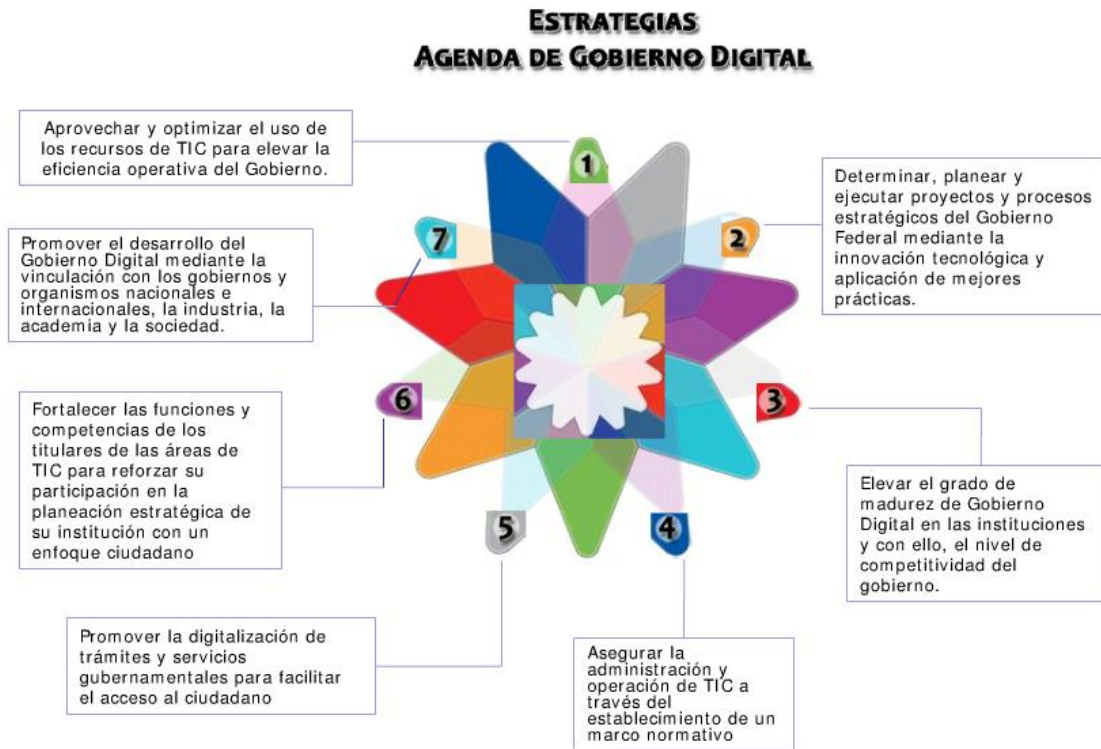 ESTRATEGIAS
AGENDA DE GOBIERNO DIGITAL
1
Aprovechar y optimizar el uso de
los recursos de TIC para elevar la
eficiencia operativa del Gobierno.
2
Determinar, planear y
ejecutar proyectos y procesos
estratégicos del Gobierno
Federal mediante la
innovación tecnológica y
aplicación de mejores
prácticas.
3
Elevar el grado de
madurez de Gobierno
Digital en las instituciones
y con ello, el nivel de
competitividad del
gobierno.
4
Asegurar la
administración y
operación de TIC a
través del
establecimiento de un
marco normativo
5
Promover la digitalización de
trámites y servicios
gubernamentales para facilitar
el acceso al ciudadano
6
Fortalecer las funciones y
competencias de los
titulares de las áreas de
TIC para reforzar su
participación en la
planeación estratégica de
su institución con un
enfoque ciudadano
7
Promover el desarrollo del
Gobierno Digital mediante la
vinculación con los gobiernos y
organismos nacionales e
internacionales, la industria, la
academia y la sociedad.